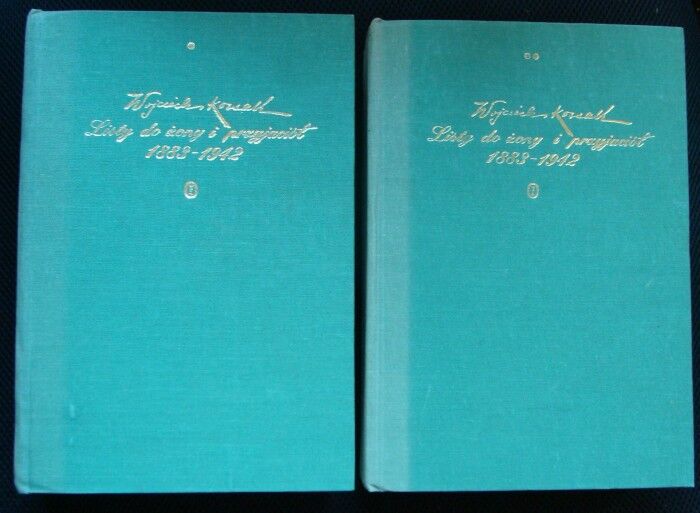 Wojciech Kossak
Listy do żony i przyjaciół
1883-1942
Wojciech Kossak
Listy do żony i przyjaciół
1883-1942